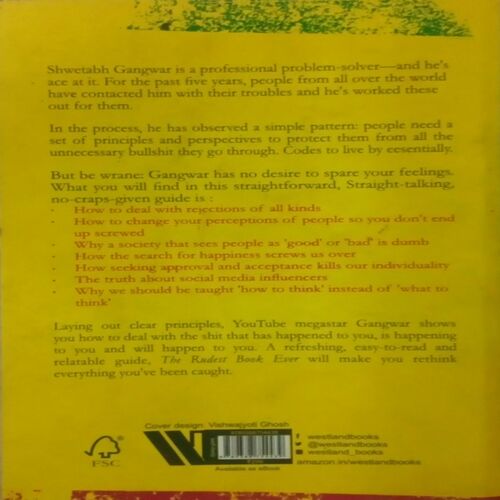 Shwetabh Gangwar is a professional problem-solver—and he's
ace at it. For the past five years, people from all over the world
have contacted him with their troubles and he's worked these
out for them.
In the process, he has observed a simple pattern: people need a
set of principles and perspectives to protect them from all the
unnecessary bullshit they go through. Codes to live by eesentially.
But be wrane: Gangwar has no desire to spare your feelings.
What you will find in this straightforward, Straight-talking,
no-craps-given guide is :
· How to deal with rejections of all kinds
· How to change your perceptions of people so you don't end
up screwed
· Why a society that sees people as 'good' or 'bad' is dumb
· How the search for happiness screws us over
· How seeking approval and acceptance kills our individuality
· The truth about social media influencers
· Why we should be taught 'how to think' instead of 'what to
think'
Laying out clear principles, YouTube megastar Gangwar shows
you how to deal with the shit that has happened to you, is happening
to you and will happen to you. A refreshing, easy-to-read and
relatable guide, The Rudest Book Ever will make you rethink
everything you've been caught.
Cover design Vishwajyoti Ghosh
FSC
W
Available as eBook
f westlandbooks
@westlandbooks
westland_books
amazon.in/westlandbooks